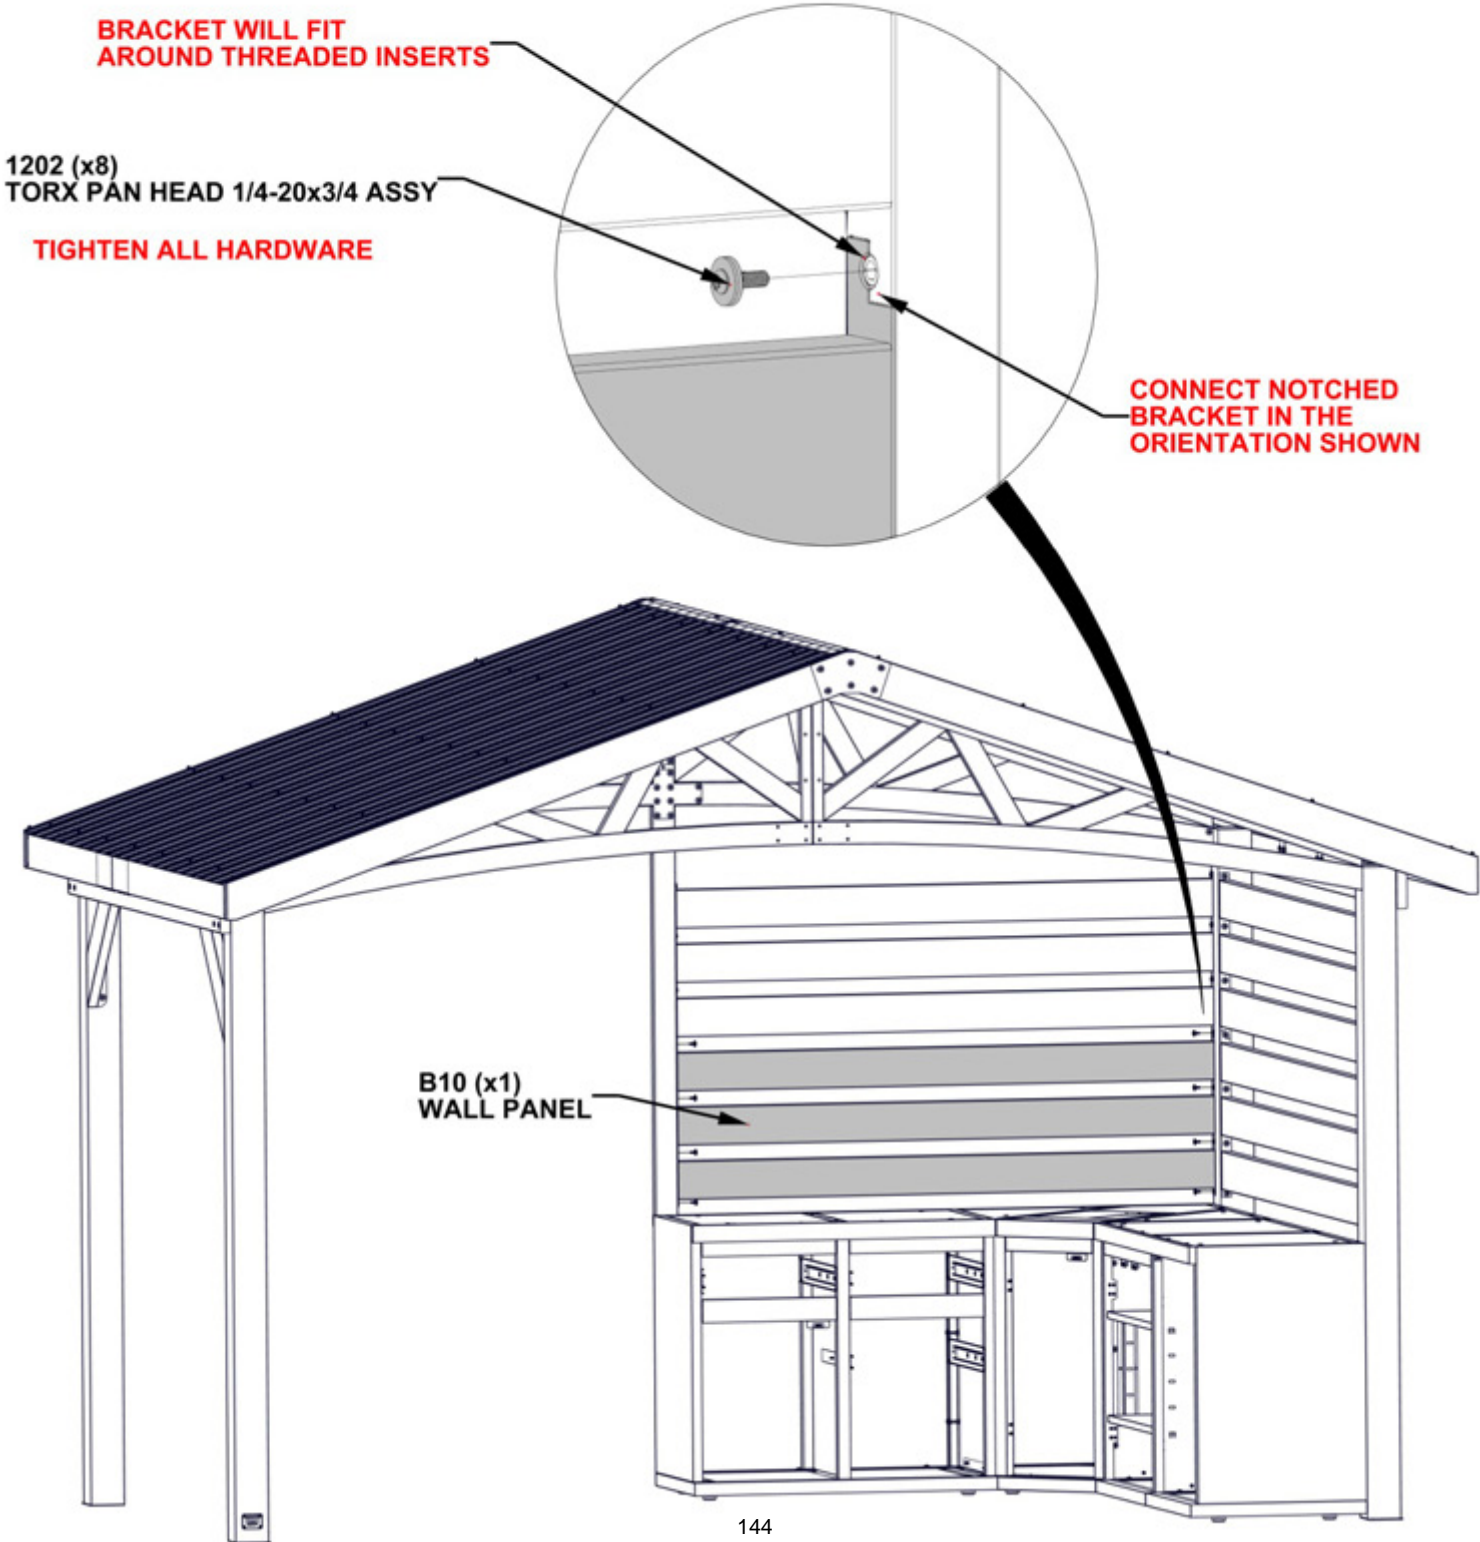 BRACKET WILL FIT
AROUND THREADED INSERTS
1202 (x8)
TORX PAN HEAD 1/4-20x3/4 ASSY
TIGHTEN ALL HARDWARE
CONNECT NOTCHED
BRACKET IN THE
ORIENTATION SHOWN
B10 (x1)
WALL PANEL
144